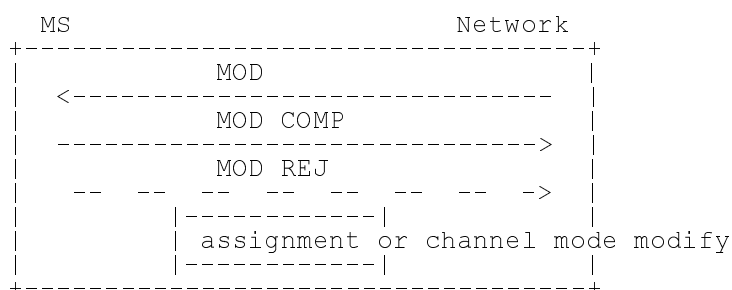 MS Network
MOD
MOD COMP
MOD REJ
assignment or channel mode modify